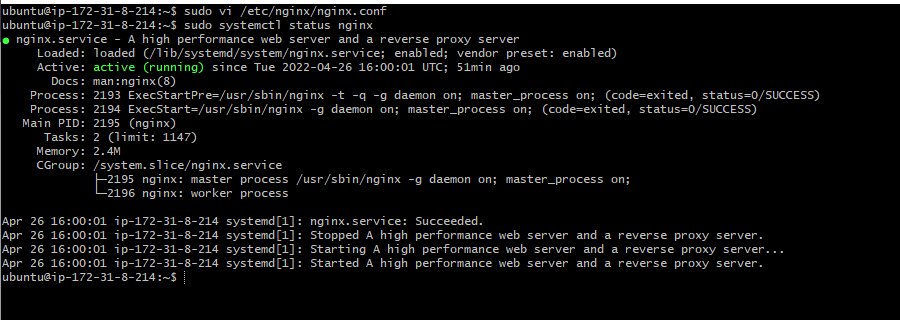 ubuntu@ip-172-31-8-214:~$ sudo vi /etc/nginx/nginx.conf
ubuntu@ip-172-31-8-214:~$ sudo systemctl status nginx
● nginx.service - A high performance web server and a reverse proxy server
     Loaded: loaded (/lib/systemd/system/nginx.service; enabled; vendor preset: enabled)
     Active: active (running) since Tue 2022-04-26 16:00:01 UTC; 51min ago
       Docs: man:nginx(8)
    Process: 2193 ExecStartPre=/usr/sbin/nginx -t -q -g daemon on; master_process on; (code=exited, status=0/SUCCESS)
    Process: 2194 ExecStart=/usr/sbin/nginx -g daemon on; master_process on; (code=exited, status=0/SUCCESS)
   Main PID: 2195 (nginx)
      Tasks: 2 (limit: 1147)
     Memory: 2.4M
     CGroup: /system.slice/nginx.service
             ├─2195 nginx: master process /usr/sbin/nginx -g daemon on; master_process on;
             └─2196 nginx: worker process
Apr 26 16:00:01 ip-172-31-8-214 systemd[1]: nginx.service: Succeeded.
Apr 26 16:00:01 ip-172-31-8-214 systemd[1]: Stopped A high performance web server and a reverse proxy server.
Apr 26 16:00:01 ip-172-31-8-214 systemd[1]: Starting A high performance web server and a reverse proxy server...
Apr 26 16:00:01 ip-172-31-8-214 systemd[1]: Started A high performance web server and a reverse proxy server.
ubuntu@ip-172-31-8-214:~$